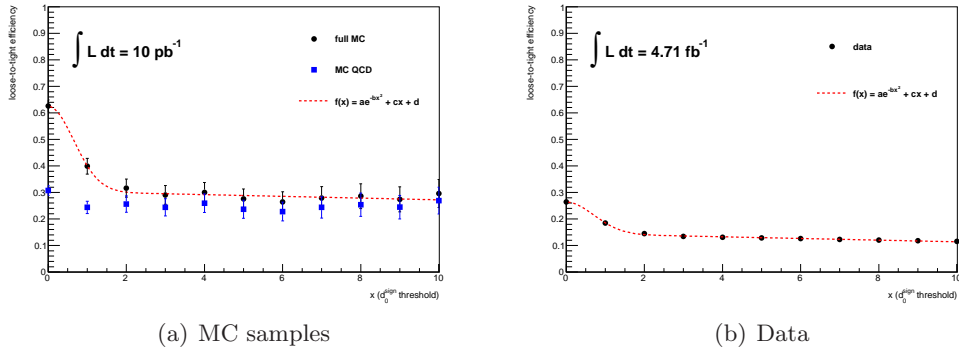 loose-to-tight efficiency
1
0.9
0.8
0.7
0.6
0.5
0.4
0.3
0.2
0.1
0
∫ L dt = 10 pb⁻¹
full MC
MC QCD
f(x) = ae^{-bx²} + cx + d
0 2 4 6 8 10
x (d₀^{sign} threshold)
(a) MC samples
loose-to-tight efficiency
1
0.9
0.8
0.7
0.6
0.5
0.4
0.3
0.2
0.1
0
∫ L dt = 4.71 fb⁻¹
data
f(x) = ae^{-bx²} + cx + d
0 2 4 6 8 10
x (d₀^{sign} threshold)
(b) Data